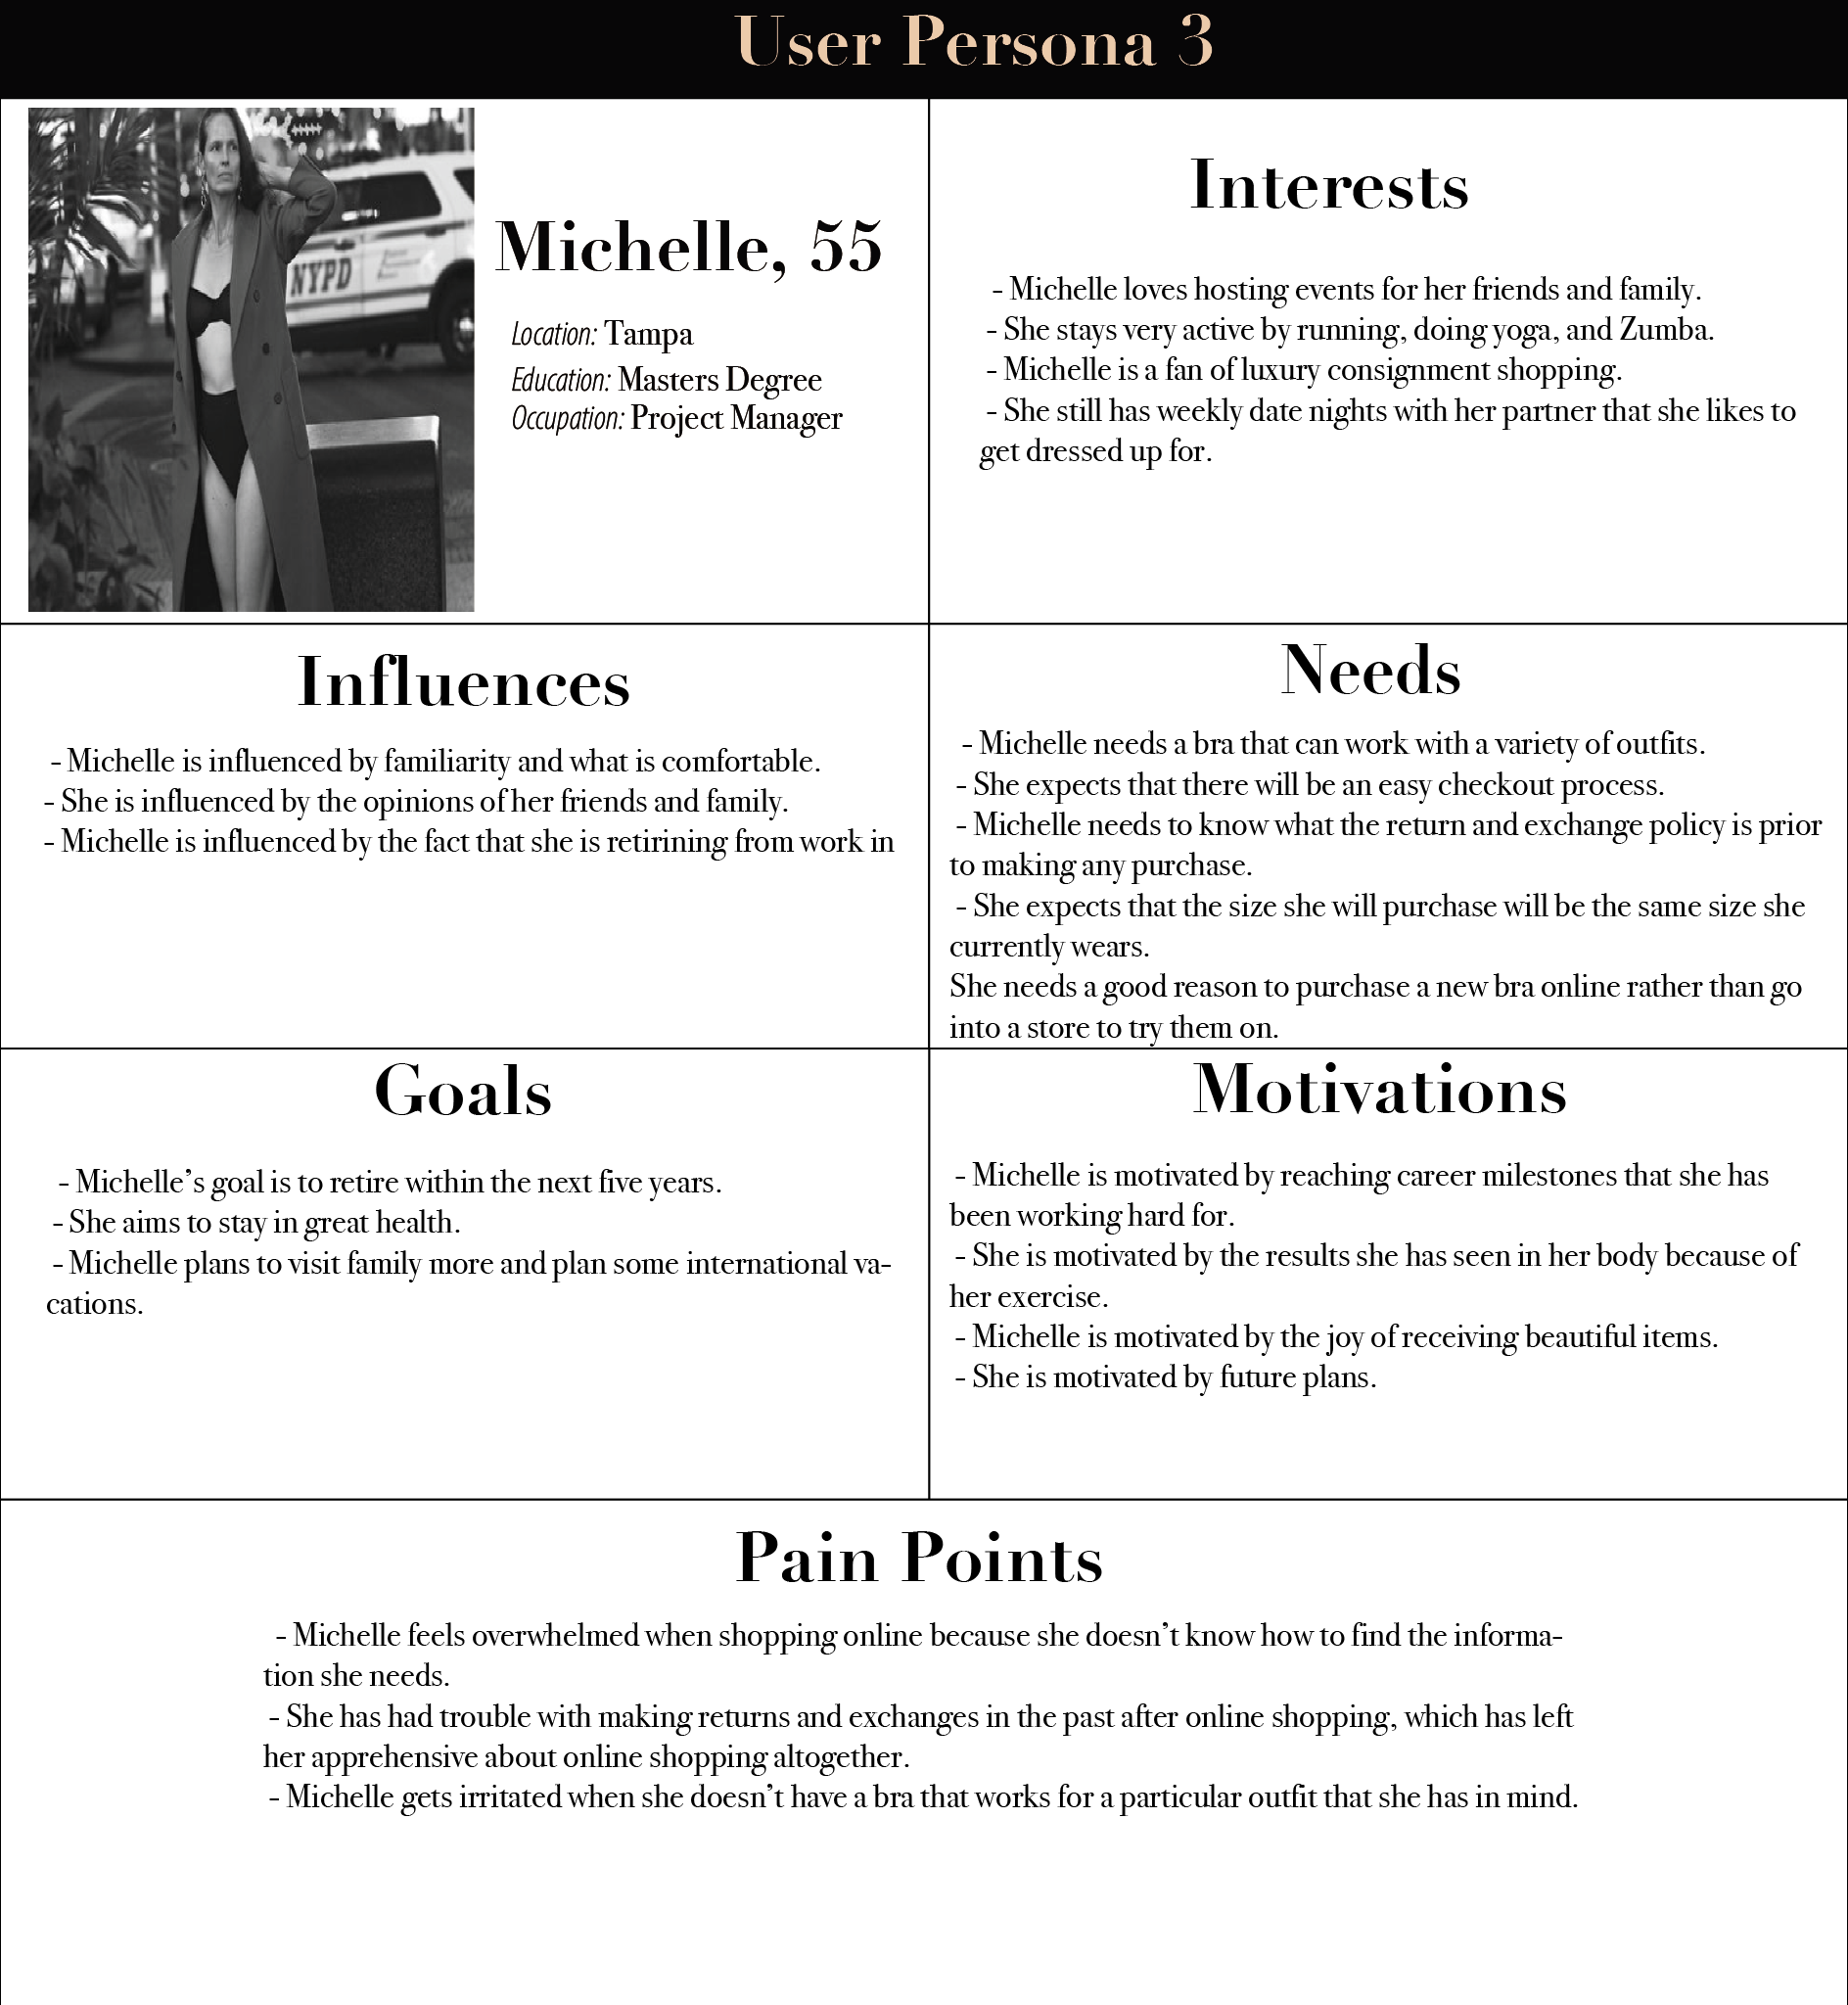 User Persona 3
NYPD
Michelle, 55
Location: Tampa
Education: Masters Degree
Occupation: Project Manager
Interests
- Michelle loves hosting events for her friends and family.
- She stays very active by running, doing yoga, and Zumba.
- Michelle is a fan of luxury consignment shopping.
- She still has weekly date nights with her partner that she likes to
get dressed up for.
Influences
- Michelle is influenced by familiarity and what is comfortable.
- She is influenced by the opinions of her friends and family.
- Michelle is influenced by the fact that she is retirining from work in
Needs
- Michelle needs a bra that can work with a variety of outfits.
- She expects that there will be an easy checkout process.
- Michelle needs to know what the return and exchange policy is prior
to making any purchase.
- She expects that the size she will purchase will be the same size she
currently wears.
She needs a good reason to purchase a new bra online rather than go
into a store to try them on.
Goals
- Michelle’s goal is to retire within the next five years.
- She aims to stay in great health.
- Michelle plans to visit family more and plan some international va-
cations.
Motivations
- Michelle is motivated by reaching career milestones that she has
been working hard for.
- She is motivated by the results she has seen in her body because of
her exercise.
- Michelle is motivated by the joy of receiving beautiful items.
- She is motivated by future plans.
Pain Points
- Michelle feels overwhelmed when shopping online because she doesn’t know how to find the informa-
tion she needs.
- She has had trouble with making returns and exchanges in the past after online shopping, which has left
her apprehensive about online shopping altogether.
- Michelle gets irritated when she doesn’t have a bra that works for a particular outfit that she has in mind.